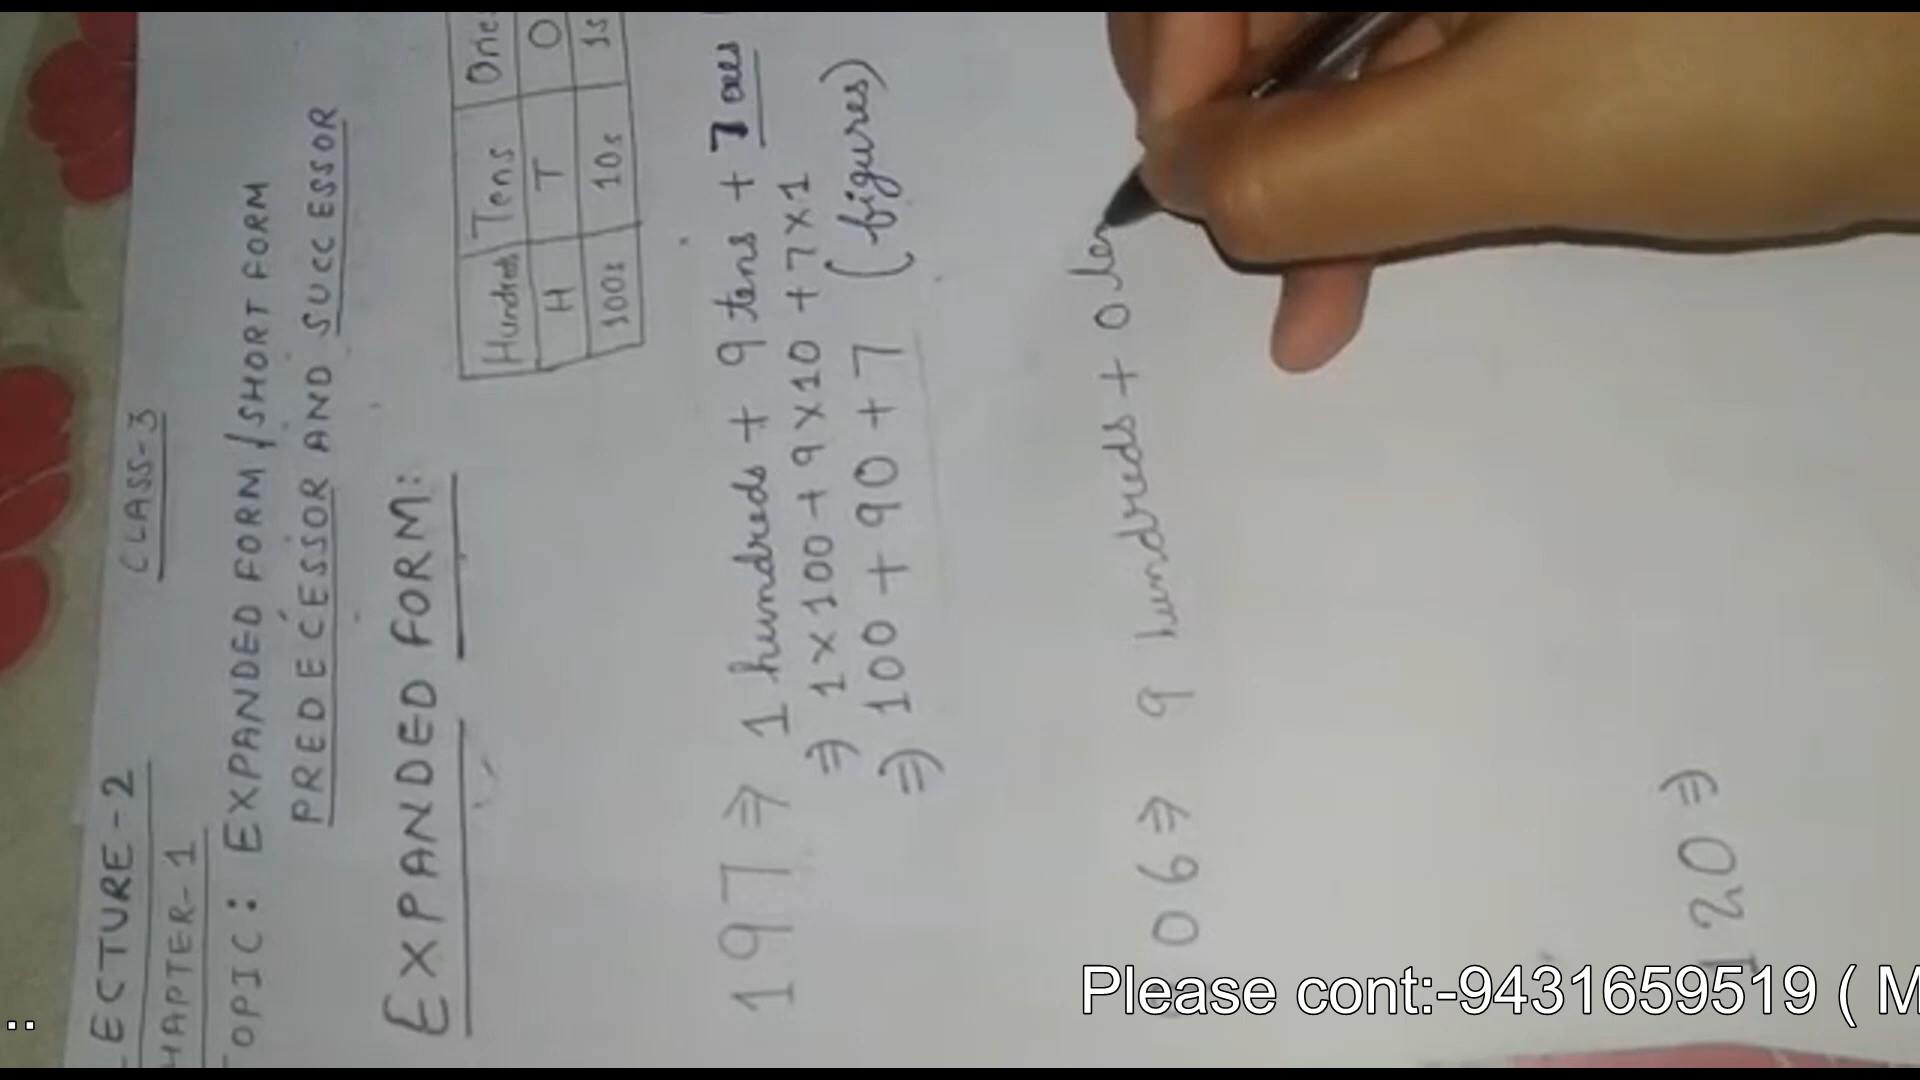 LECTURE-2 CLASS-3
CHAPTER-1
TOPIC: EXPANDED FORM/SHORT FORM
PREDECESSOR AND SUCCESSOR
EXPANDED FORM:
Hundreds Tens Ones
H T O
100s 10s 1s
197 ⇒ 1 hundreds + 9 tens + 7 ones
⇒ 1×100 + 9×10 + 7×1
⇒ 100 + 90 + 7 (figures)
06 ⇒ 9 hundreds + 0 ten
120 ⇒
Please cont:-9431659519 ( M
..